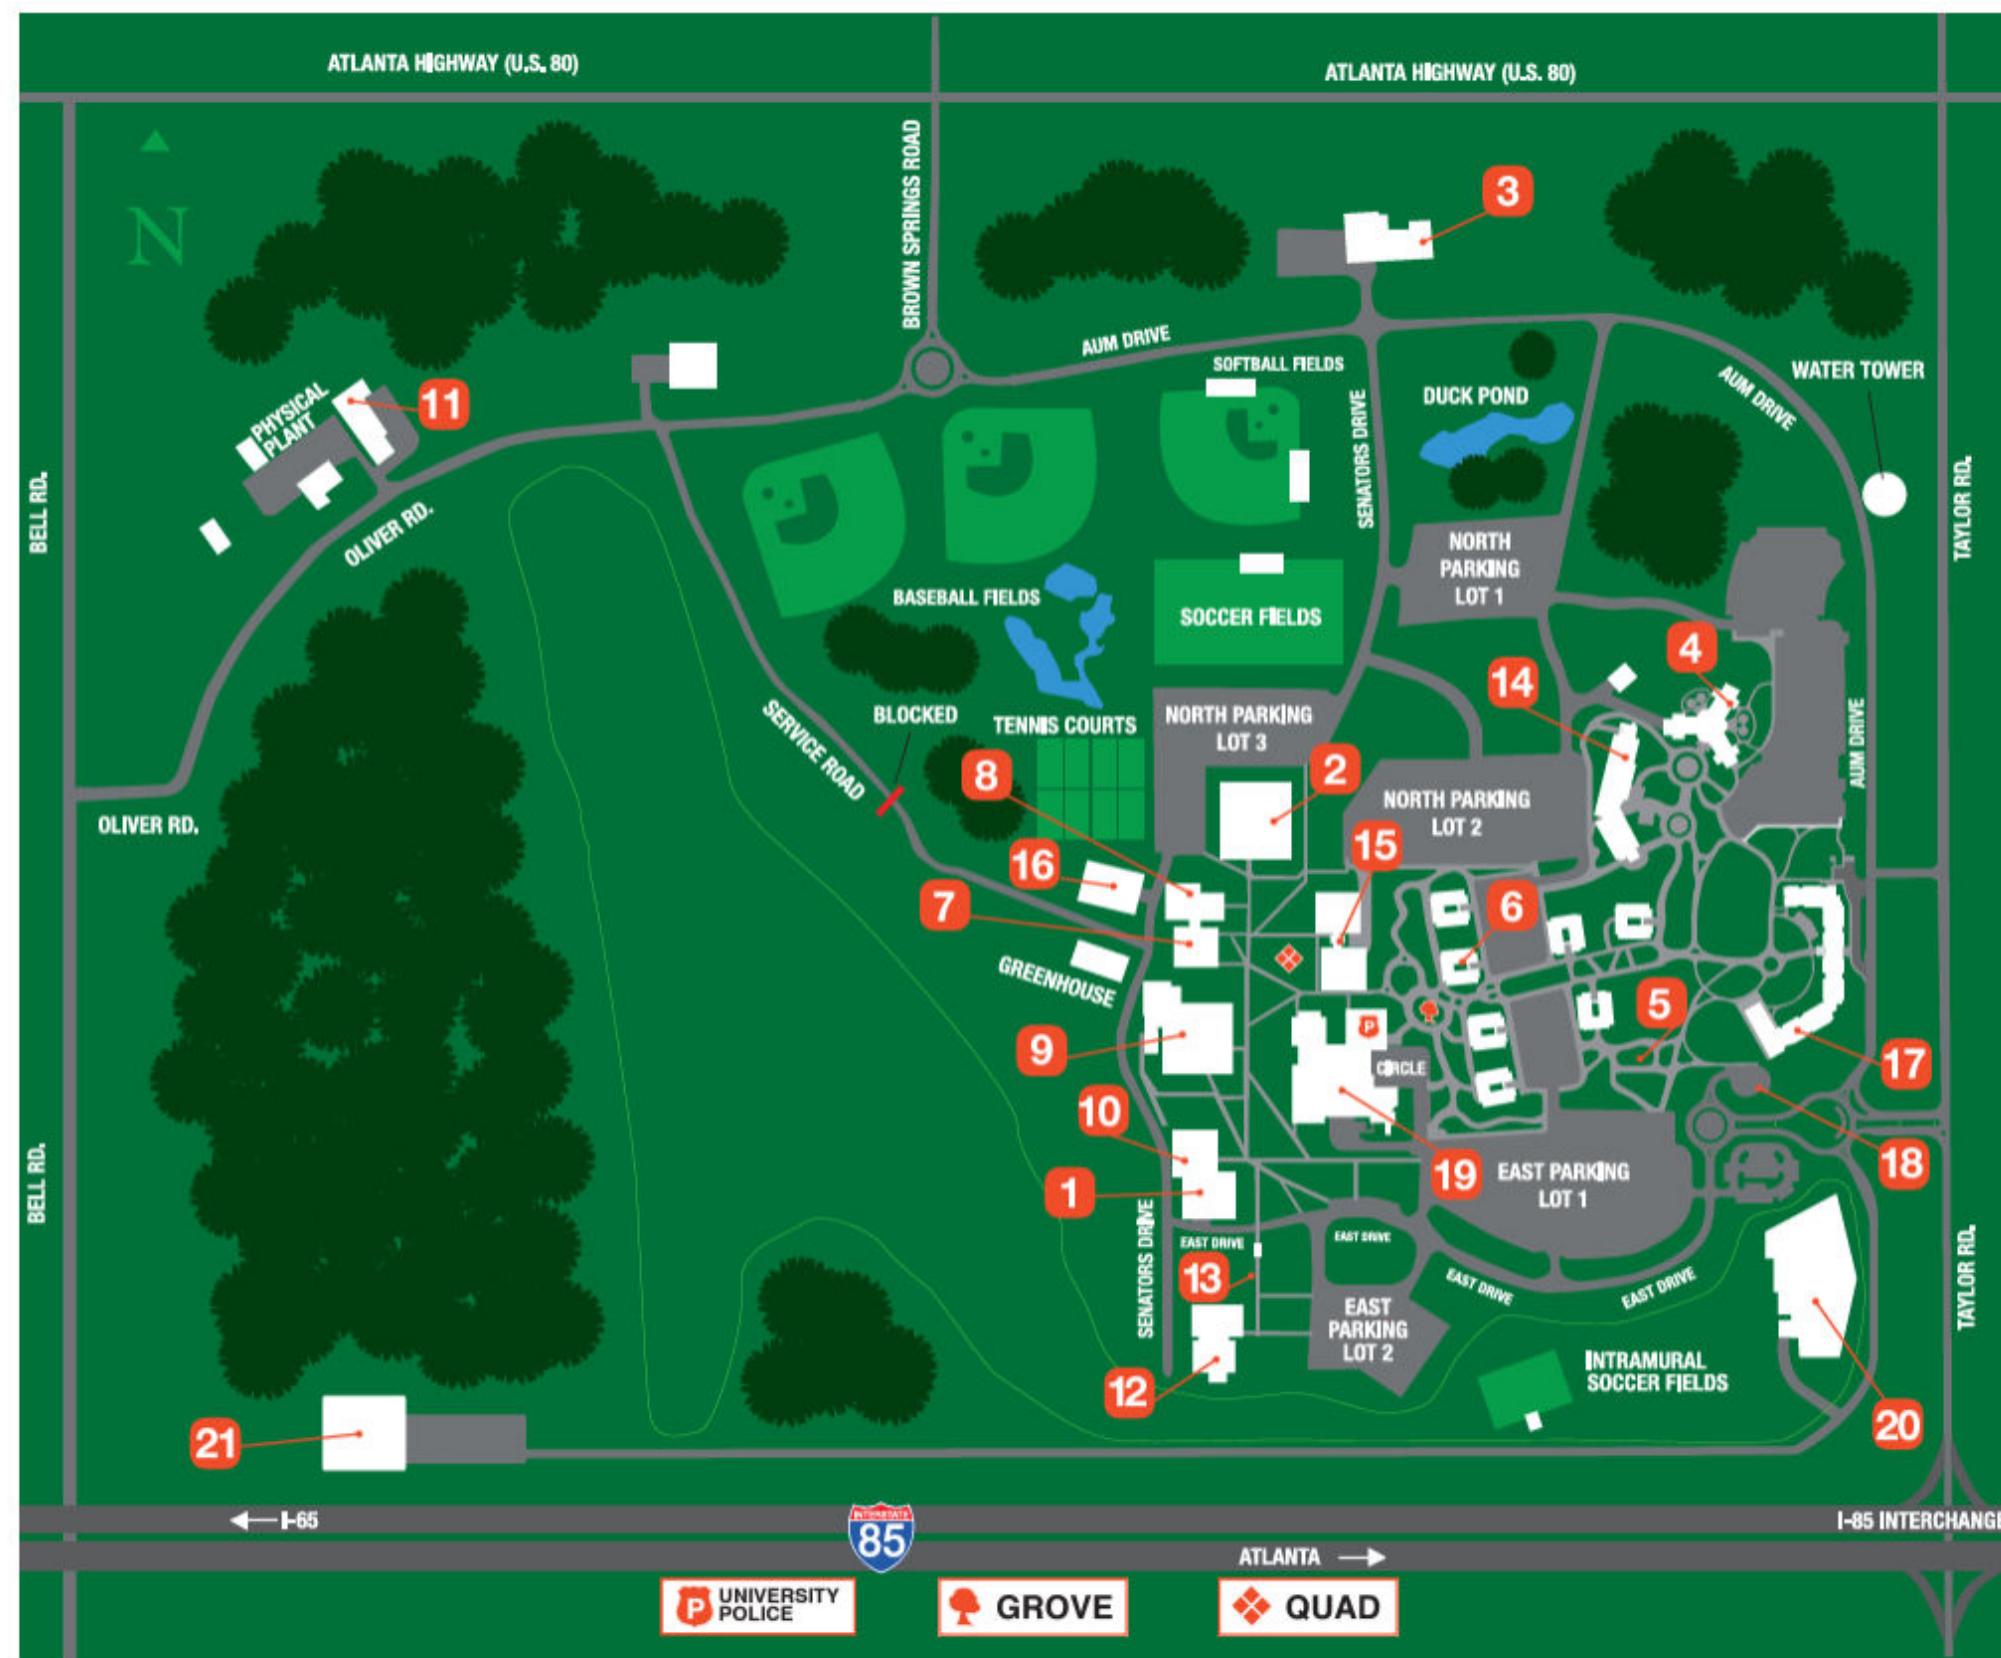 ATLANTA HIGHWAY (U.S. 80)
ATLANTA HIGHWAY (U.S. 80)
BROWN SPRINGS ROAD
3
N
AUM DRIVE
SOFTBALL FIELDS
WATER TOWER
AUM DRIVE
DUCK POND
SENATORS DRIVE
11
PHYSICAL
PLANT
BELL RD.
OLIVER RD.
TAYLOR RD.
NORTH
PARKING
LOT 1
BASEBALL FIELDS
SOCCER FIELDS
4
14
BLOCKED
SERVICE ROAD
TENNIS COURTS
NORTH PARKING
LOT 3
AUM DRIVE
8
2
NORTH PARKING
LOT 2
OLIVER RD.
15
16
7
6
GREENHOUSE
5
9
P
CIRCLE
17
10
1
19
EAST PARKING
LOT 1
18
BELL RD.
SENATORS DRIVE
EAST DRIVE
EAST DRIVE
13
EAST DRIVE
EAST DRIVE
TAYLOR RD.
EAST
PARKING
LOT 2
12
INTRAMURAL
SOCCER FIELDS
20
21
I-65
INTERSTATE
85
I-85 INTERCHANGE
ATLANTA
P
UNIVERSITY
POLICE
GROVE
QUAD